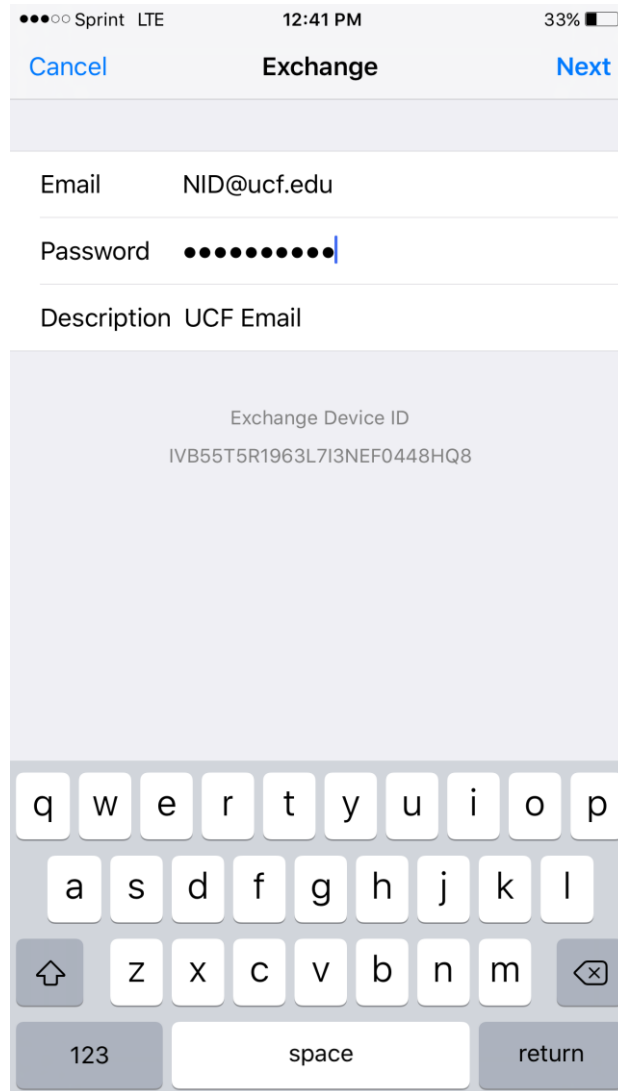 Sprint LTE 12:41 PM 33%
Cancel Exchange Next
Email NID@ucf.edu
Password ●●●●●●●●●●
Description UCF Email
Exchange Device ID
IVB55T5R1963L7I3NEF0448HQ8
q w e r t y u i o p
a s d f g h j k l
z x c v b n m
123 space return